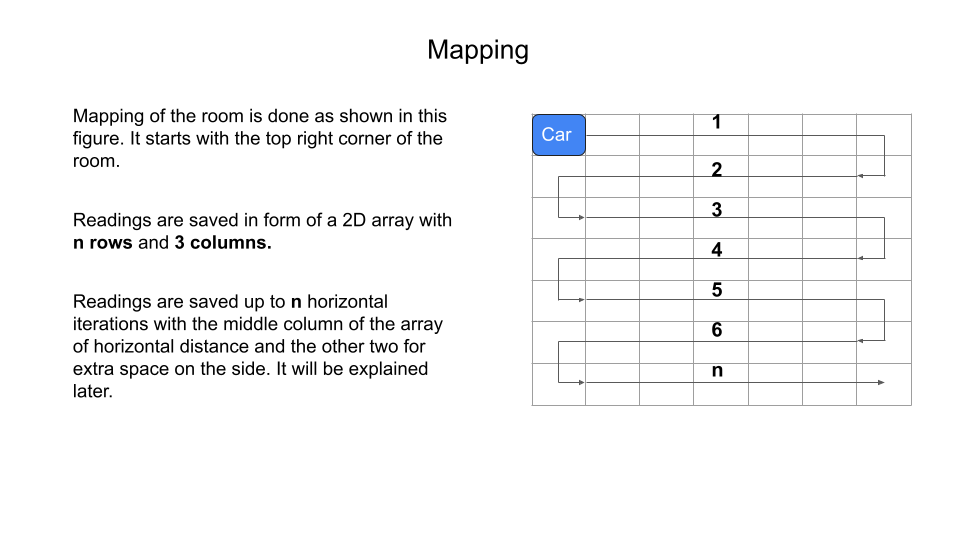 Mapping
Mapping of the room is done as shown in this
figure. It starts with the top right corner of the
room.
Readings are saved in form of a 2D array with
n rows and 3 columns.
Readings are saved up to n horizontal
iterations with the middle column of the array
of horizontal distance and the other two for
extra space on the side. It will be explained
later.
Car
1
2
3
4
5
6
n